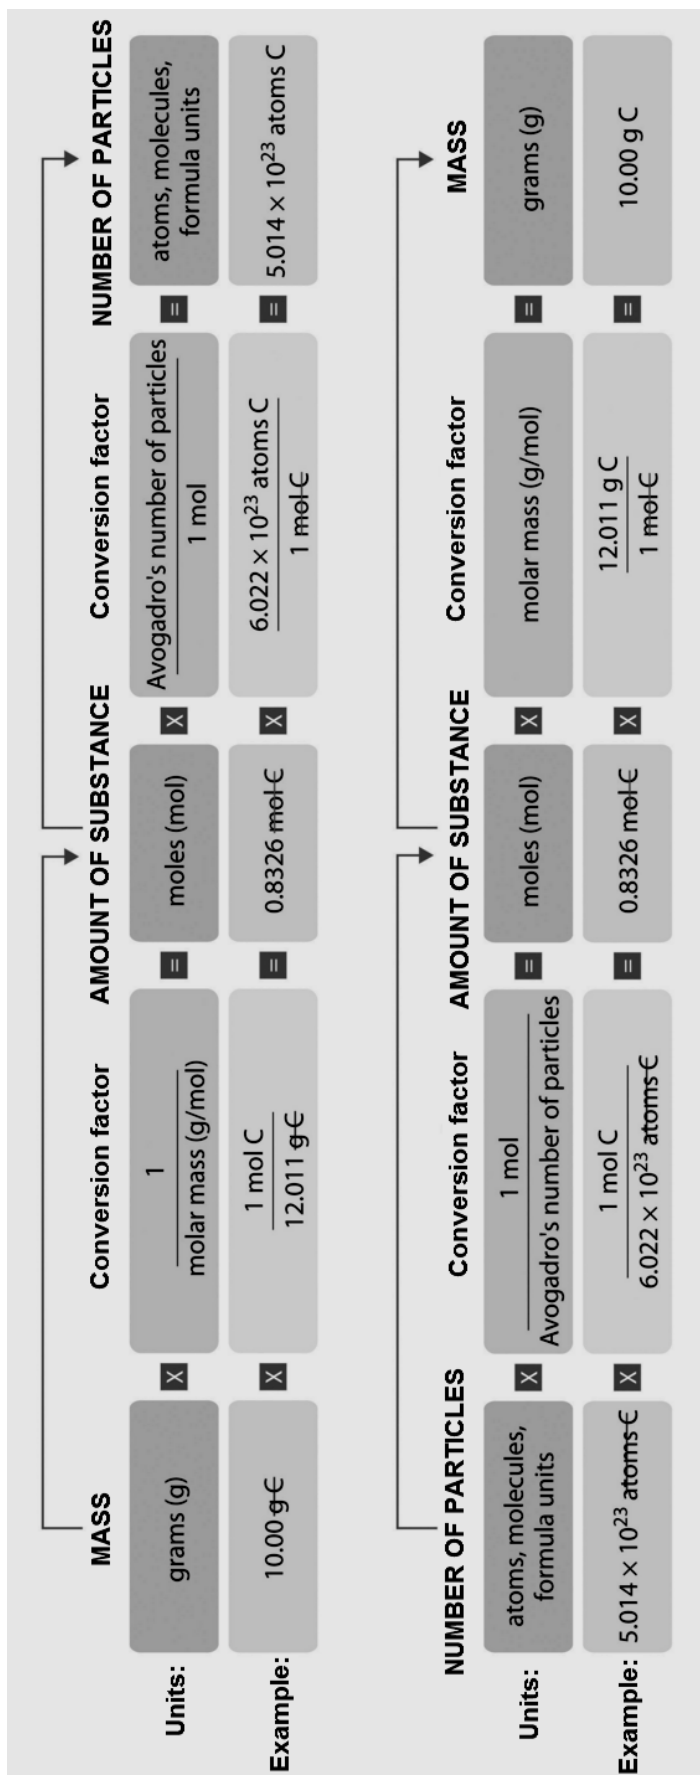 MASS Conversion factor AMOUNT OF SUBSTANCE Conversion factor NUMBER OF PARTICLES
Units: grams (g) X 1 / molar mass (g/mol) = moles (mol) X Avogadro's number of particles / 1 mol = atoms, molecules, formula units
Example: 10.00 g C X 1 mol C / 12.011 g C = 0.8326 mol C X 6.022 × 10²³ atoms C / 1 mol C = 5.014 × 10²³ atoms C
NUMBER OF PARTICLES Conversion factor AMOUNT OF SUBSTANCE Conversion factor MASS
Units: atoms, molecules, formula units X 1 mol / Avogadro's number of particles = moles (mol) X molar mass (g/mol) = grams (g)
Example: 5.014 × 10²³ atoms C X 1 mol C / 6.022 × 10²³ atoms C = 0.8326 mol C X 12.011 g C / 1 mol C = 10.00 g C